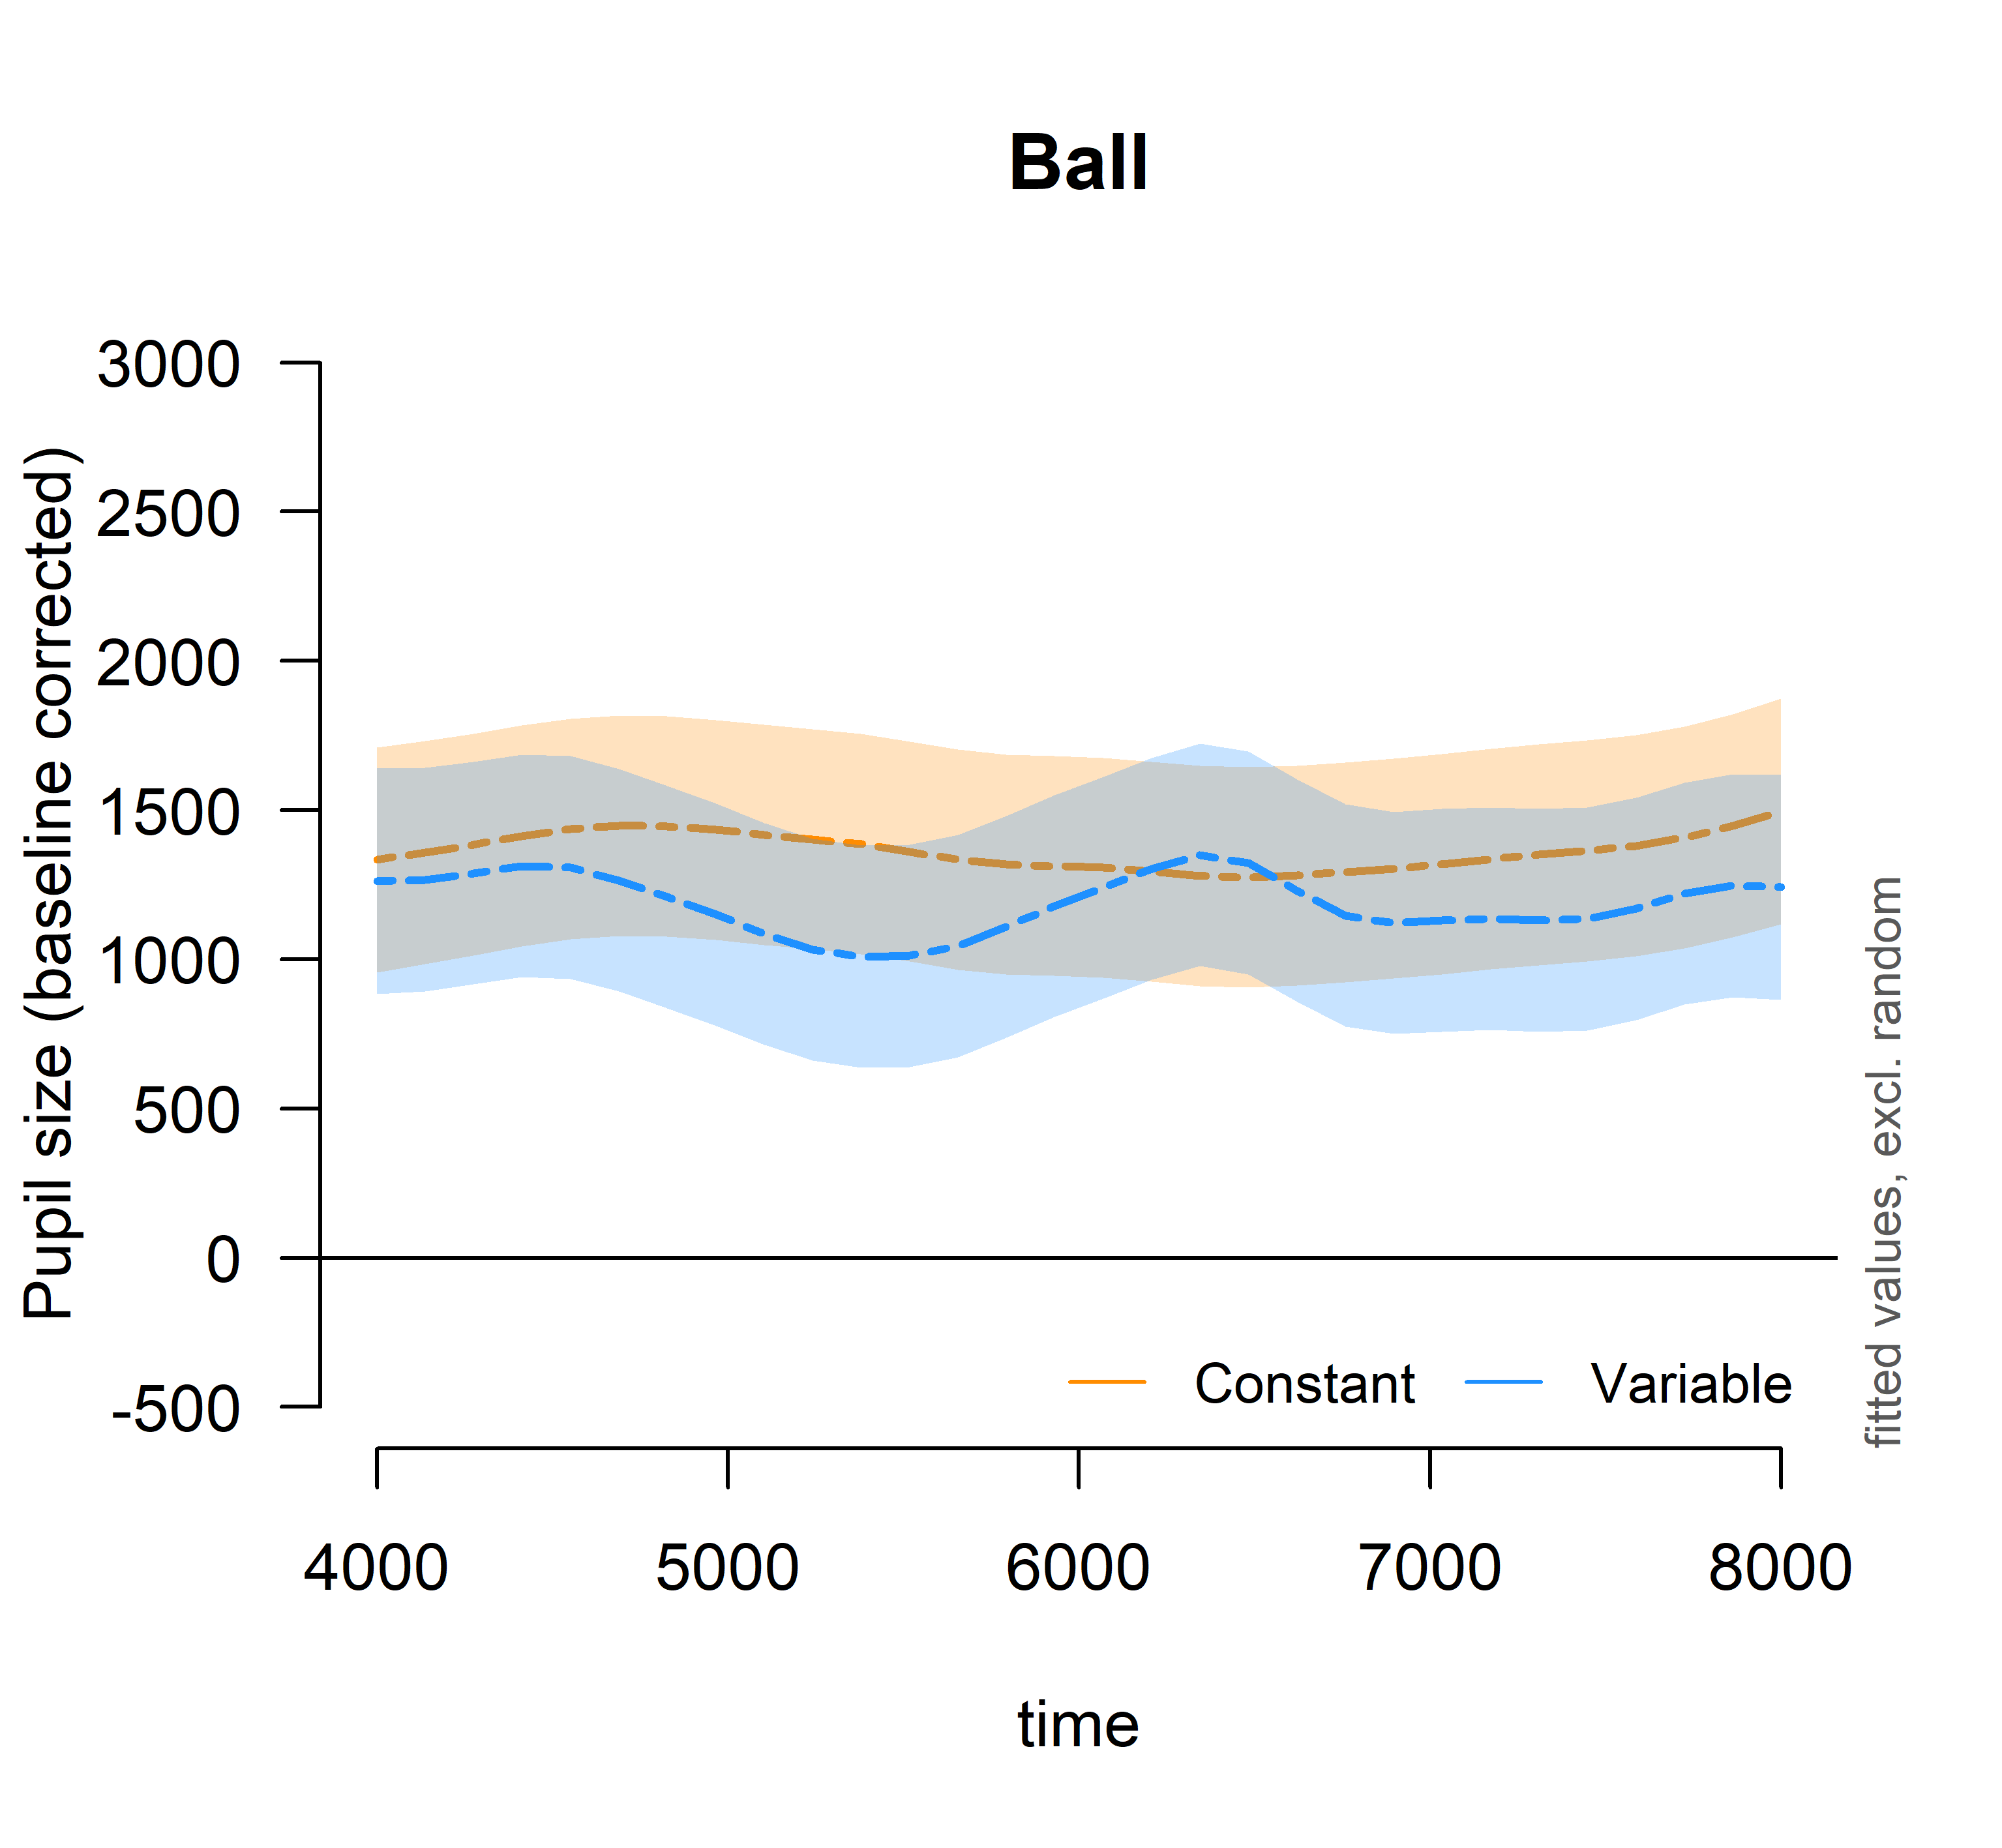 Ball
Pupil size (baseline corrected)
3000
2500
2000
1500
1000
500
0
-500
Constant
Variable
fitted values, excl. random
4000 5000 6000 7000 8000
time